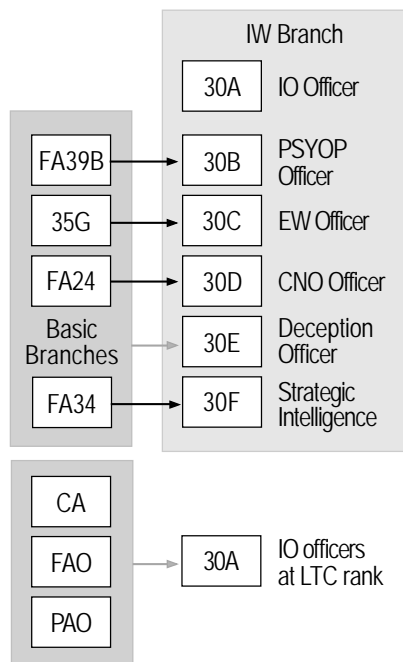 IW Branch
30A IO Officer
FA39B 30B PSYOP
Officer
35G 30C EW Officer
FA24 30D CNO Officer
Basic
Branches
30E Deception
Officer
FA34 30F Strategic
Intelligence
CA
FAO 30A IO officers
at LTC rank
PAO